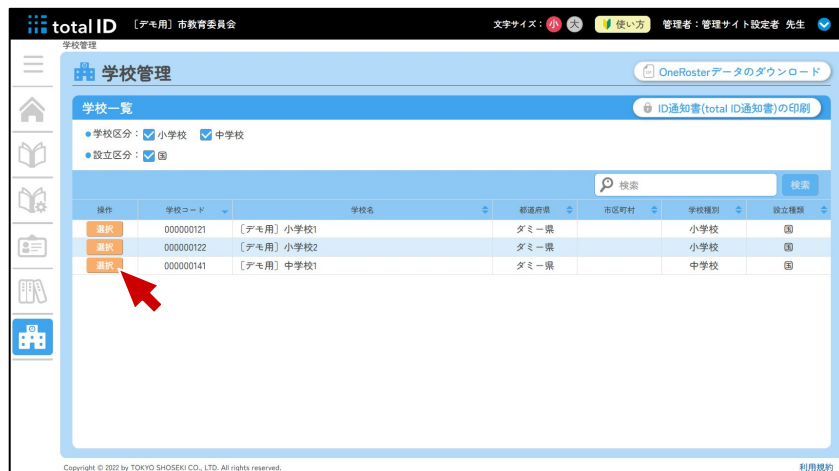 total ID ［デモ用］市教育委員会 文字サイズ： 小 大 使い方 管理者：管理サイト設定者 先生
学校管理
学校管理 OneRosterデータのダウンロード
学校一覧 ID通知書(total ID通知書)の印刷
●学校区分： 小学校 中学校
●設立区分： 国
検索 検索
操作 学校コード 学校名 都道府県 市区町村 学校種別 設立種類
選択 000000121 ［デモ用］小学校1 ダミー県 小学校 国
選択 000000122 ［デモ用］小学校2 ダミー県 小学校 国
選択 000000141 ［デモ用］中学校1 ダミー県 中学校 国
Copyright © 2022 by TOKYO SHOSEKI CO., LTD. All rights reserved. 利用規約